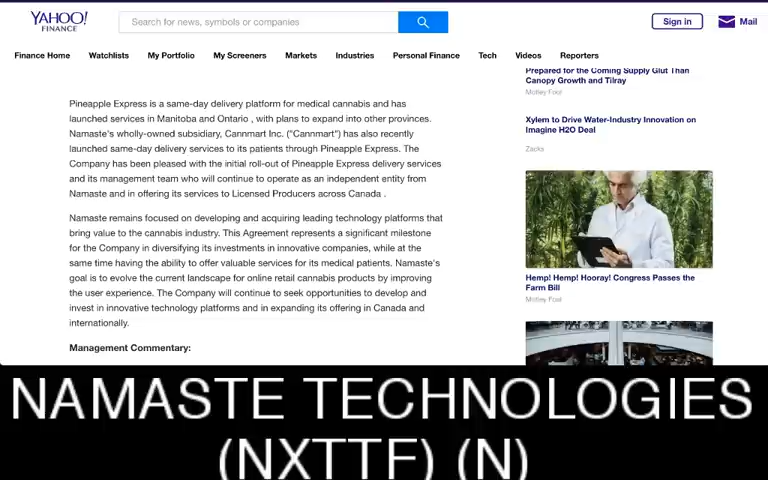 YAHOO!
FINANCE
Search for news, symbols or companies
Sign in
Mail
Finance Home Watchlists My Portfolio My Screeners Markets Industries Personal Finance Tech Videos Reporters
Pineapple Express is a same-day delivery platform for medical cannabis and has
launched services in Manitoba and Ontario , with plans to expand into other provinces.
Namaste's wholly-owned subsidiary, Cannmart Inc. ("Cannmart") has also recently
launched same-day delivery services to its patients through Pineapple Express. The
Company has been pleased with the initial roll-out of Pineapple Express delivery services
and its management team who will continue to operate as an independent entity from
Namaste and in offering its services to Licensed Producers across Canada .
Namaste remains focused on developing and acquiring leading technology platforms that
bring value to the cannabis industry. This Agreement represents a significant milestone
for the Company in diversifying its investments in innovative companies, while at the
same time having the ability to offer valuable services for its medical patients. Namaste's
goal is to evolve the current landscape for online retail cannabis products by improving
the user experience. The Company will continue to seek opportunities to develop and
invest in innovative technology platforms and in expanding its offering in Canada and
internationally.
Management Commentary:
Prepared for the Coming Supply Glut Than
Canopy Growth and Tilray
Motley Fool
Xylem to Drive Water-Industry Innovation on
Imagine H2O Deal
Zacks
Hemp! Hemp! Hooray! Congress Passes the
Farm Bill
Motley Fool
NAMASTE TECHNOLOGIES
(NXTTF) (N)